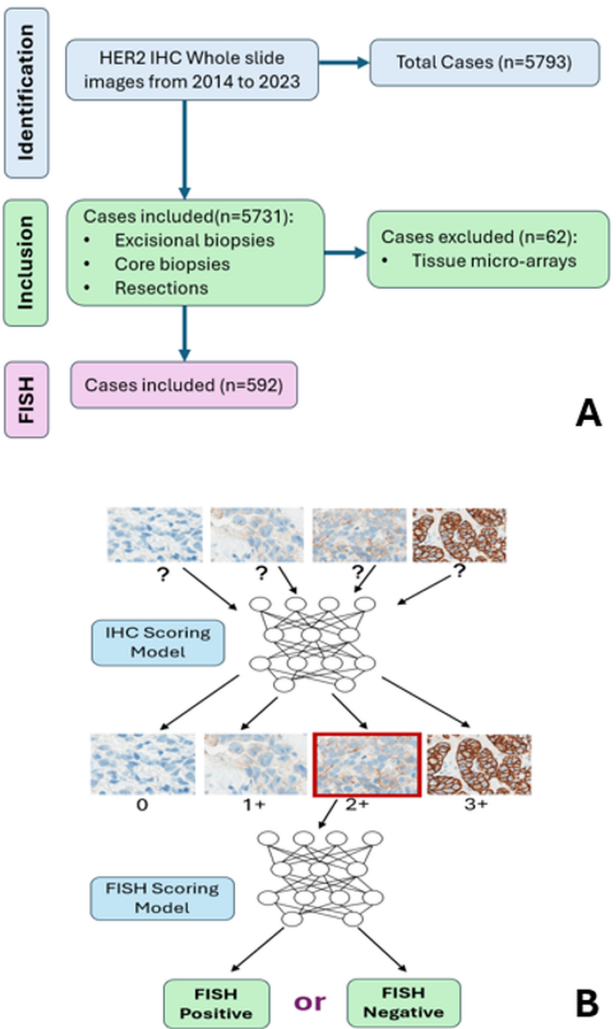 Identification
HER2 IHC Whole slide
images from 2014 to 2023
Total Cases (n=5793)
Inclusion
Cases included(n=5731):
• Excisional biopsies
• Core biopsies
• Resections
Cases excluded (n=62):
• Tissue micro-arrays
FISH
Cases included (n=592)
A
? ? ? ?
IHC Scoring
Model
0 1+ 2+ 3+
FISH Scoring
Model
FISH
Positive
or
FISH
Negative
B